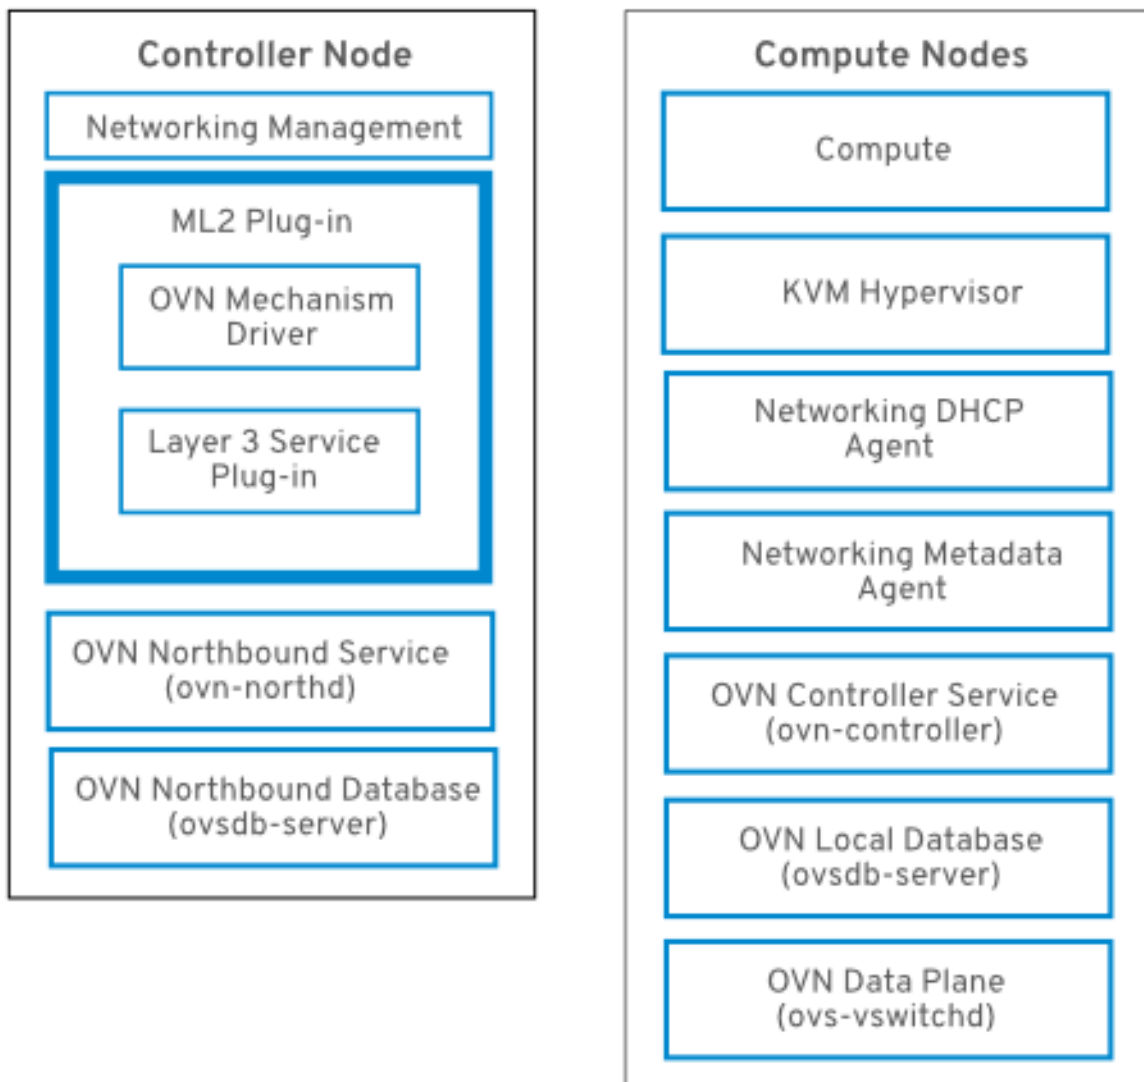 Controller Node
Networking Management
ML2 Plug-in
OVN Mechanism
Driver
Layer 3 Service
Plug-in
OVN Northbound Service
(ovn-northd)
OVN Northbound Database
(ovsdb-server)
Compute Nodes
Compute
KVM Hypervisor
Networking DHCP
Agent
Networking Metadata
Agent
OVN Controller Service
(ovn-controller)
OVN Local Database
(ovsdb-server)
OVN Data Plane
(ovs-vswitchd)